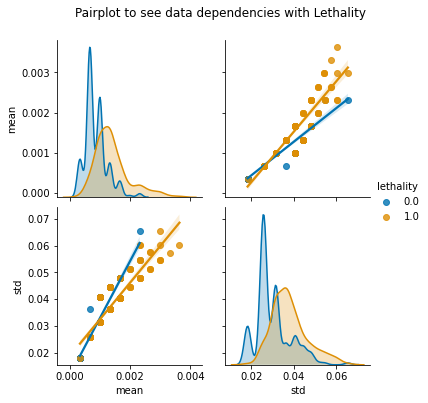 Pairplot to see data dependencies with Lethality
mean
0.003
0.002
0.001
0.000
lethality
0.0
1.0
std
0.07
0.06
0.05
0.04
0.03
0.02
0.000 0.002 0.004
0.02 0.04 0.06
mean std